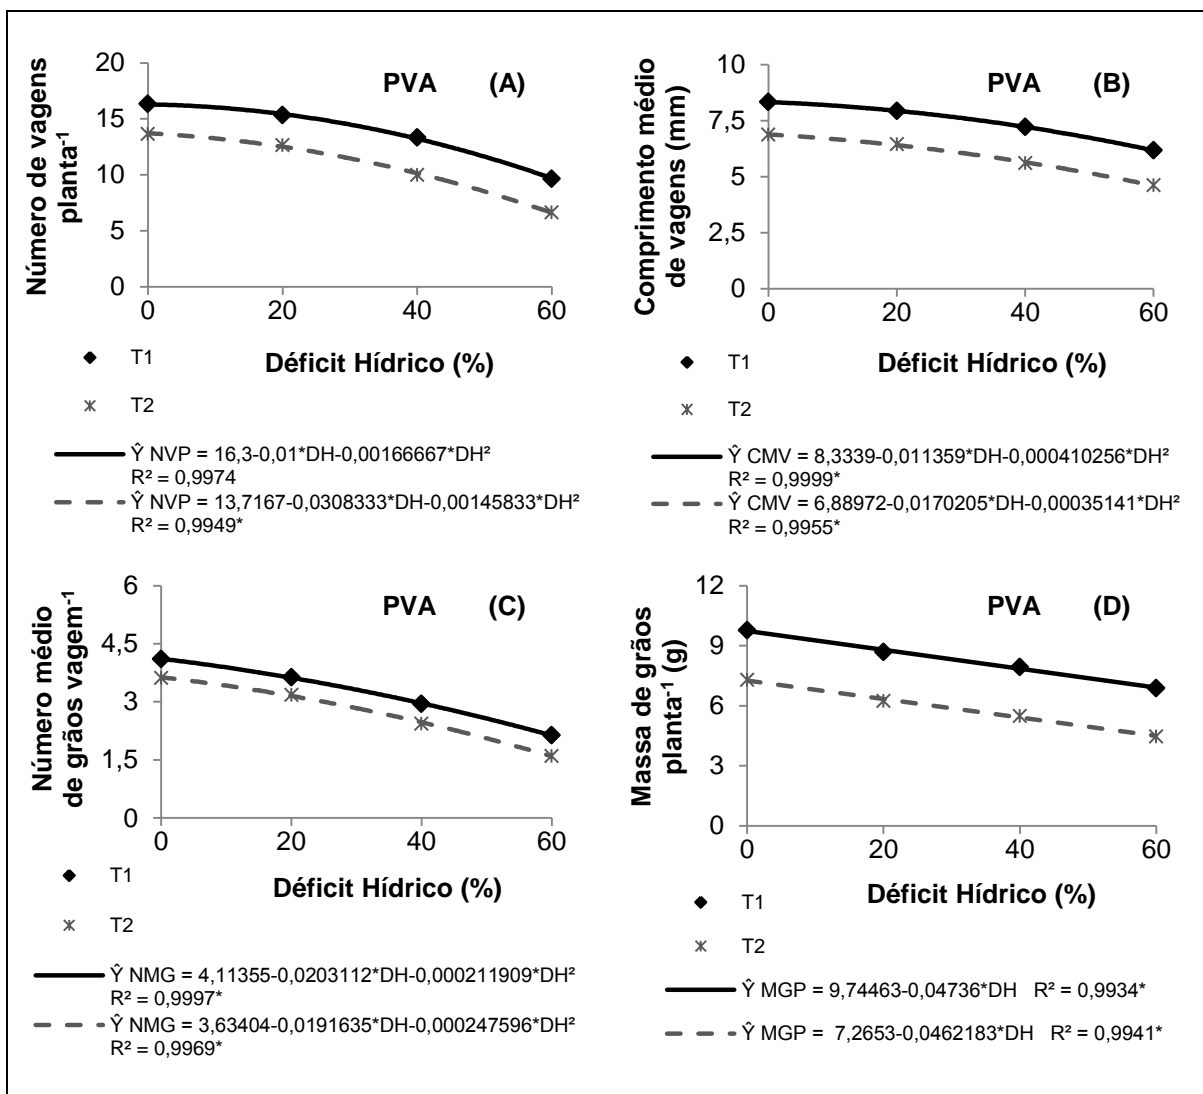 PVA (A)
Número de vagens
planta⁻¹
20
15
10
5
0
0 20 40 60
Déficit Hídrico (%)
T1
T2
Ŷ NVP = 16,3-0,01*DH-0,00166667*DH²
R² = 0,9974
Ŷ NVP = 13,7167-0,0308333*DH-0,00145833*DH²
R² = 0,9949*
PVA (B)
Comprimento médio
de vagens (mm)
10
7,5
5
2,5
0
0 20 40 60
Déficit Hídrico (%)
T1
T2
Ŷ CMV = 8,3339-0,011359*DH-0,000410256*DH²
R² = 0,9999*
Ŷ CMV = 6,88972-0,0170205*DH-0,00035141*DH²
R² = 0,9955*
PVA (C)
Número médio
de grãos vagem⁻¹
6
4,5
3
1,5
0
0 20 40 60
Déficit Hídrico (%)
T1
T2
Ŷ NMG = 4,11355-0,0203112*DH-0,000211909*DH²
R² = 0,9997*
Ŷ NMG = 3,63404-0,0191635*DH-0,000247596*DH²
R² = 0,9969*
PVA (D)
Massa de grãos
planta⁻¹ (g)
12
9
6
3
0
0 20 40 60
Déficit Hídrico (%)
T1
T2
Ŷ MGP = 9,74463-0,04736*DH R² = 0,9934*
Ŷ MGP = 7,2653-0,0462183*DH R² = 0,9941*